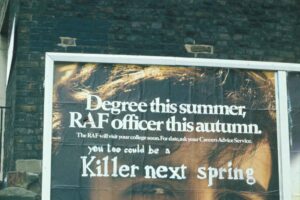 Degree this summer,
RAF officer this autumn.
The RAF will visit your college soon. For date, ask your Careers Advice Service.
you too could be a
Killer next spring